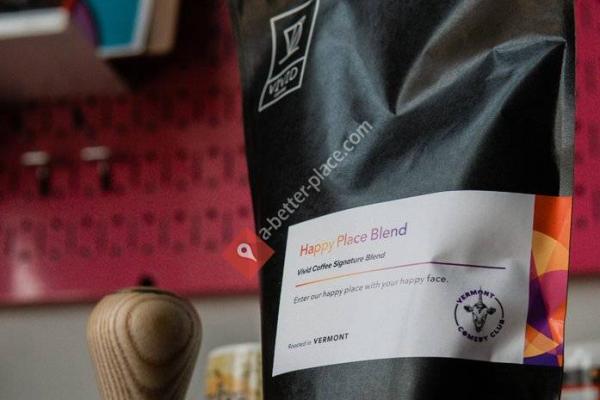 VIVID
a-better-place.com
Happy Place Blend
Vivid Coffee Signature Blend
Enter our happy place with your happy face.
Roasted in VERMONT
VERMONT
COMEDY CLUB